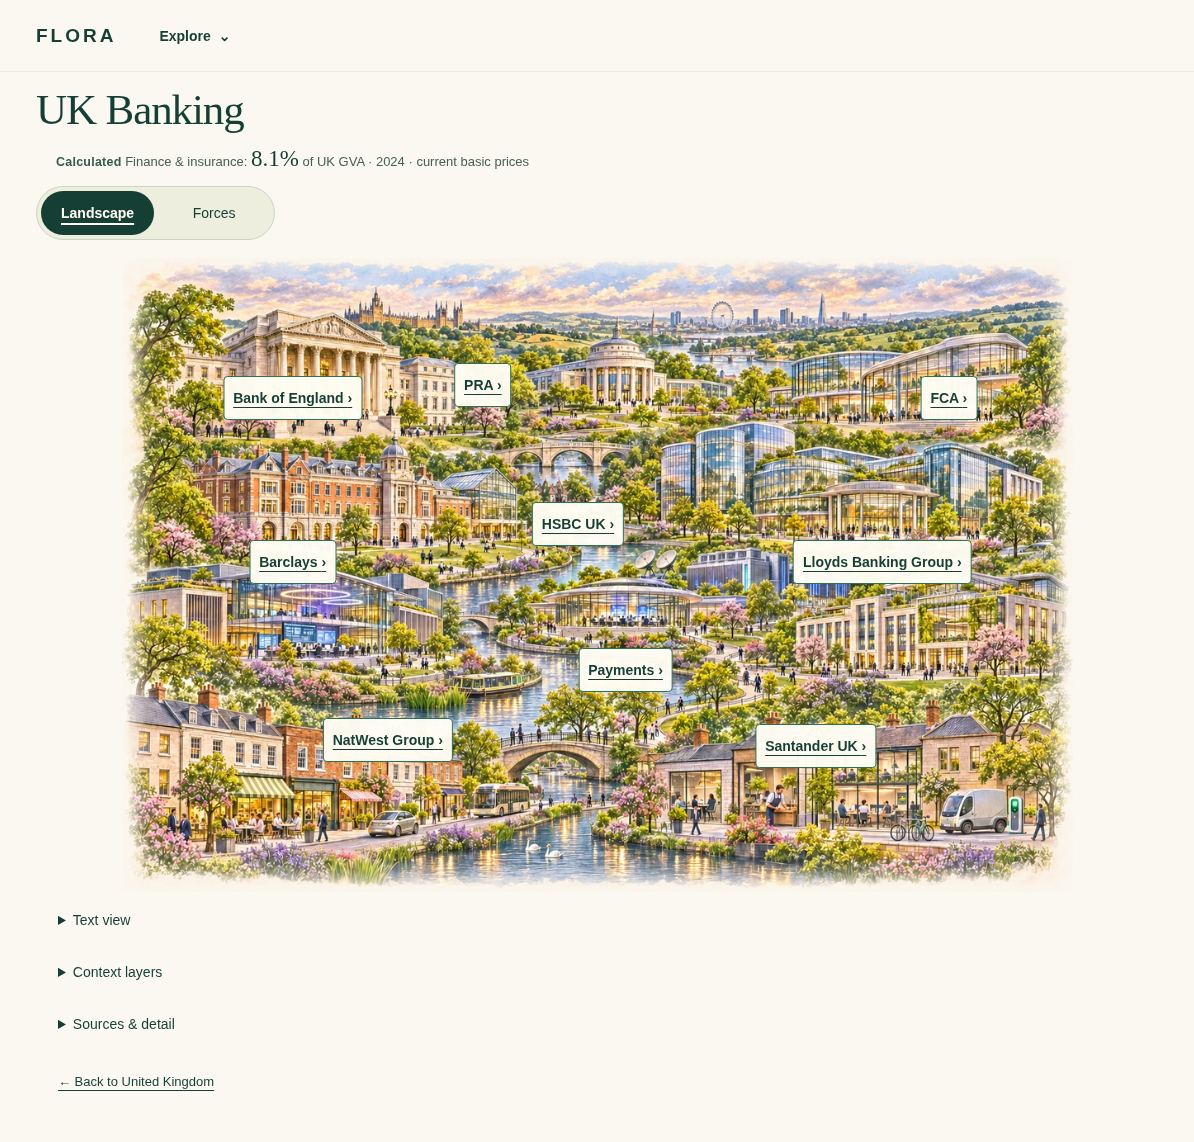 FLORA
Explore ⌄
UK Banking
Calculated Finance & insurance: 8.1% of UK GVA · 2024 · current basic prices
Landscape
Forces
PRA ›
Bank of England ›
FCA ›
HSBC UK ›
Barclays ›
Lloyds Banking Group ›
Payments ›
NatWest Group ›
Santander UK ›
▶ Text view
▶ Context layers
▶ Sources & detail
← Back to United Kingdom